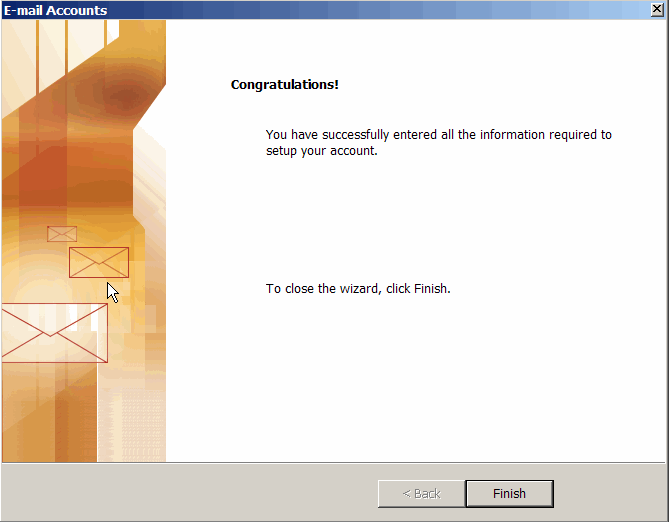 E-mail Accounts
Congratulations!
You have successfully entered all the information required to
setup your account.
To close the wizard, click Finish.
< Back
Finish